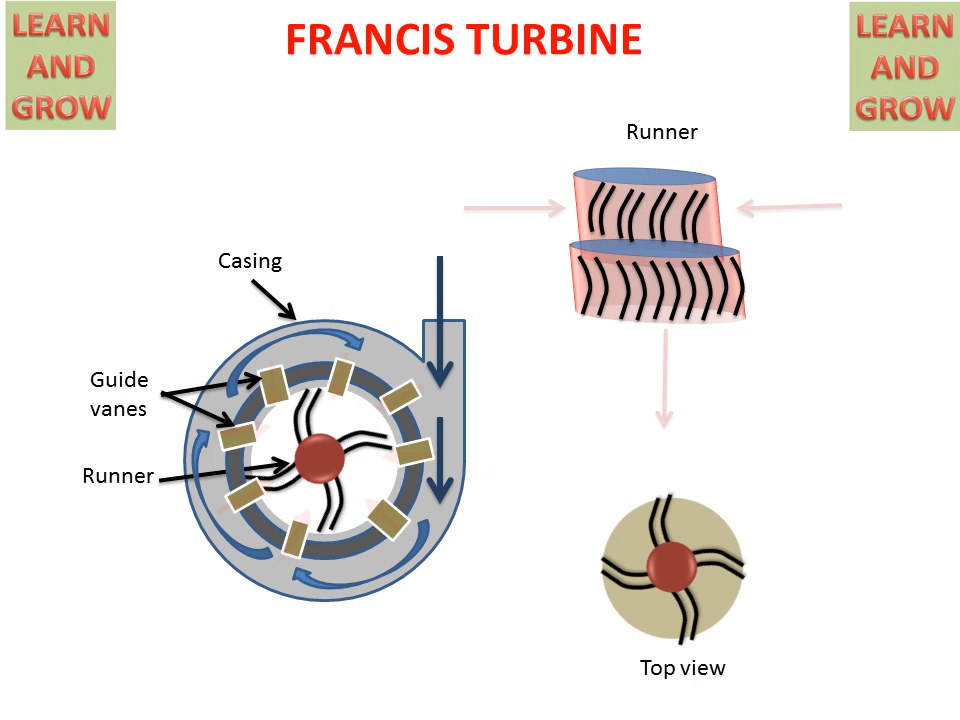 LEARN
AND
GROW
FRANCIS TURBINE
LEARN
AND
GROW
Runner
Casing
Guide
vanes
Runner
Top view